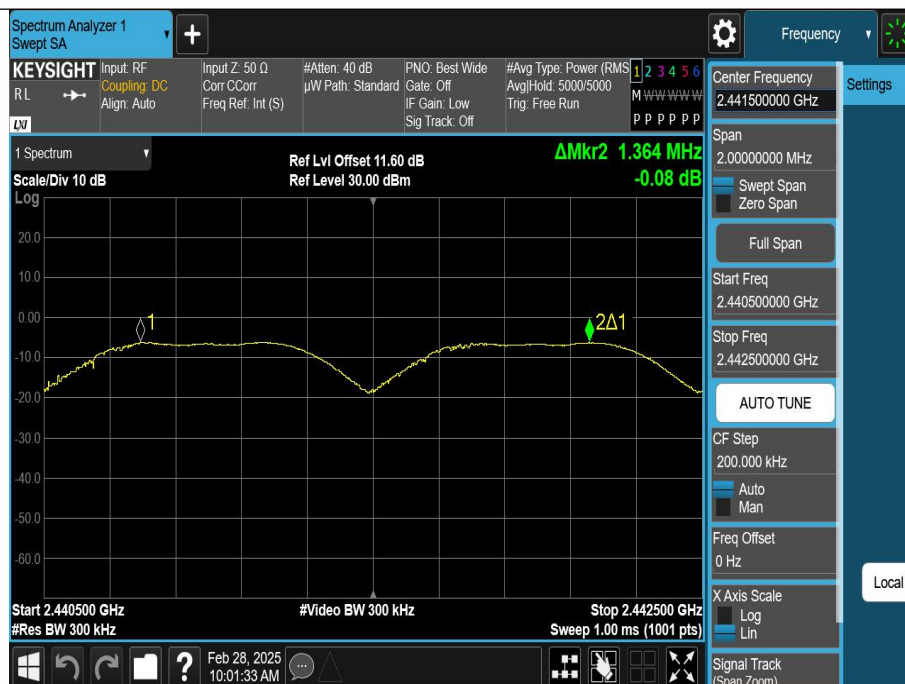 Spectrum Analyzer 1
Swept SA
Frequency
KEYSIGHT
RL
LXI
Input: RF
Coupling: DC
Align: Auto
Input Z: 50 Ω
Corr CCorr
Freq Ref: Int (S)
#Atten: 40 dB
µW Path: Standard
PNO: Best Wide
Gate: Off
IF Gain: Low
Sig Track: Off
#Avg Type: Power (RMS
Avg|Hold: 5000/5000
Trig: Free Run
1 2 3 4 5 6
M W W W W W
P P P P P P
1 Spectrum
Scale/Div 10 dB
Log
Ref Lvl Offset 11.60 dB
Ref Level 30.00 dBm
ΔMkr2 1.364 MHz
-0.08 dB
20.0
10.0
0.00
-10.0
-20.0
-30.0
-40.0
-50.0
-60.0
1
2Δ1
Start 2.440500 GHz
#Res BW 300 kHz
#Video BW 300 kHz
Stop 2.442500 GHz
Sweep 1.00 ms (1001 pts)
?
Feb 28, 2025
10:01:33 AM
Center Frequency
2.441500000 GHz
Settings
Span
2.00000000 MHz
Swept Span
Zero Span
Full Span
Start Freq
2.440500000 GHz
Stop Freq
2.442500000 GHz
AUTO TUNE
CF Step
200.000 kHz
Auto
Man
Freq Offset
0 Hz
Local
X Axis Scale
Log
Lin
Signal Track
(Span Zoom)